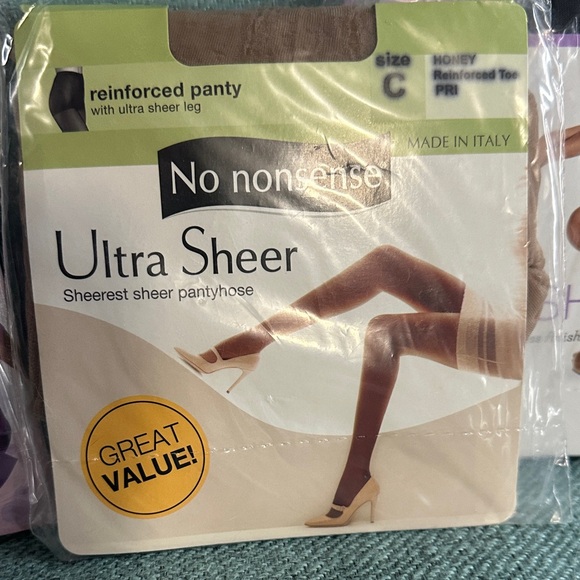 reinforced panty
with ultra sheer leg
size
C
HONEY
Reinforced Toe
PRI
MADE IN ITALY
No nonsense
Ultra Sheer
Sheerest sheer pantyhose
GREAT
VALUE!